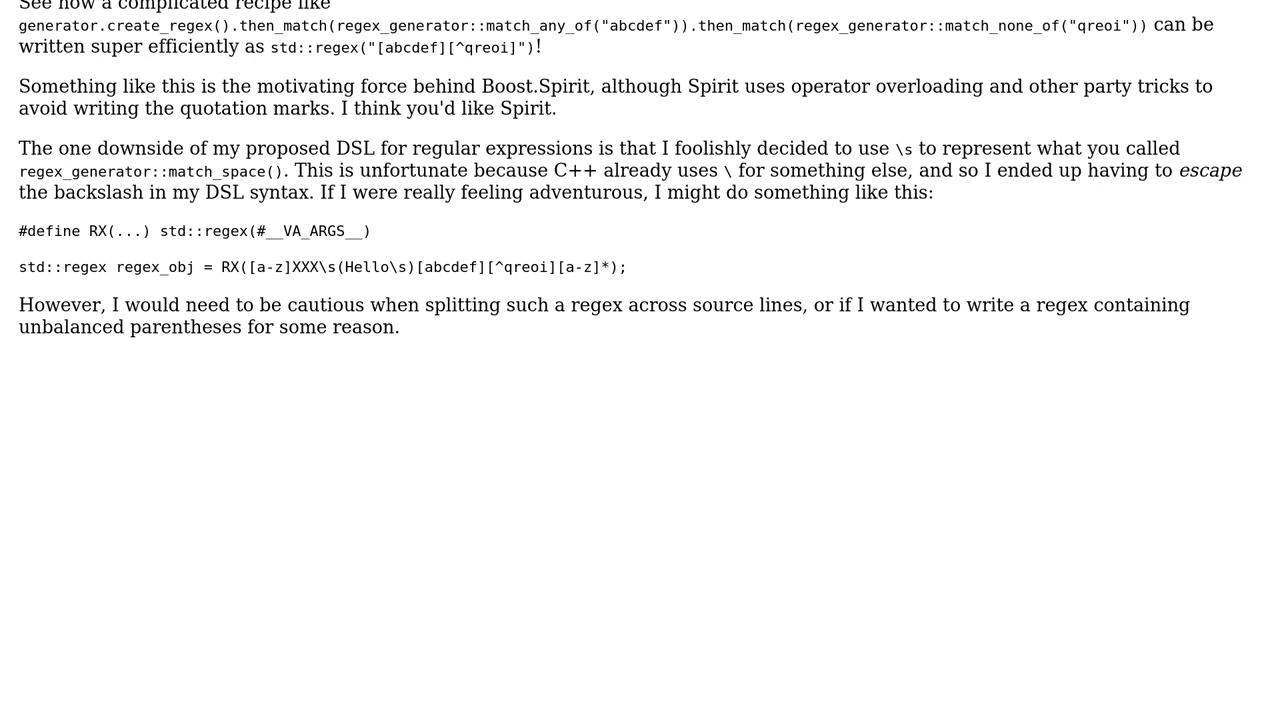 See how a complicated recipe like
generator.create_regex().then_match(regex_generator::match_any_of("abcdef")).then_match(regex_generator::match_none_of("qreoi")) can be
written super efficiently as std::regex("[abcdef][^qreoi]")!
Something like this is the motivating force behind Boost.Spirit, although Spirit uses operator overloading and other party tricks to
avoid writing the quotation marks. I think you'd like Spirit.
The one downside of my proposed DSL for regular expressions is that I foolishly decided to use \s to represent what you called
regex_generator::match_space(). This is unfortunate because C++ already uses \ for something else, and so I ended up having to escape
the backslash in my DSL syntax. If I were really feeling adventurous, I might do something like this:
#define RX(...) std::regex(#__VA_ARGS__)
std::regex regex_obj = RX([a-z]XXX\s(Hello\s)[abcdef][^qreoi][a-z]*);
However, I would need to be cautious when splitting such a regex across source lines, or if I wanted to write a regex containing
unbalanced parentheses for some reason.